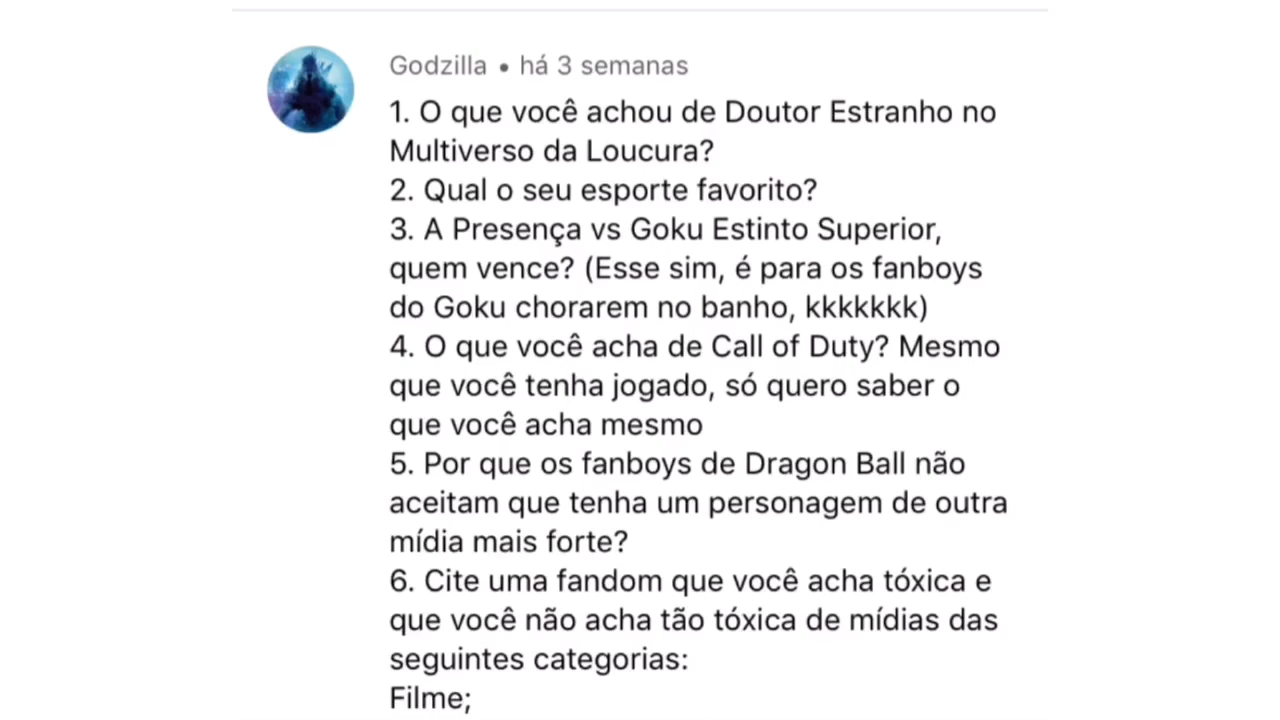 Godzilla • há 3 semanas
1. O que você achou de Doutor Estranho no
Multiverso da Loucura?
2. Qual o seu esporte favorito?
3. A Presença vs Goku Estinto Superior,
quem vence? (Esse sim, é para os fanboys
do Goku chorarem no banho, kkkkkkk)
4. O que você acha de Call of Duty? Mesmo
que você tenha jogado, só quero saber o
que você acha mesmo
5. Por que os fanboys de Dragon Ball não
aceitam que tenha um personagem de outra
mídia mais forte?
6. Cite uma fandom que você acha tóxica e
que você não acha tão tóxica de mídias das
seguintes categorias:
Filme;